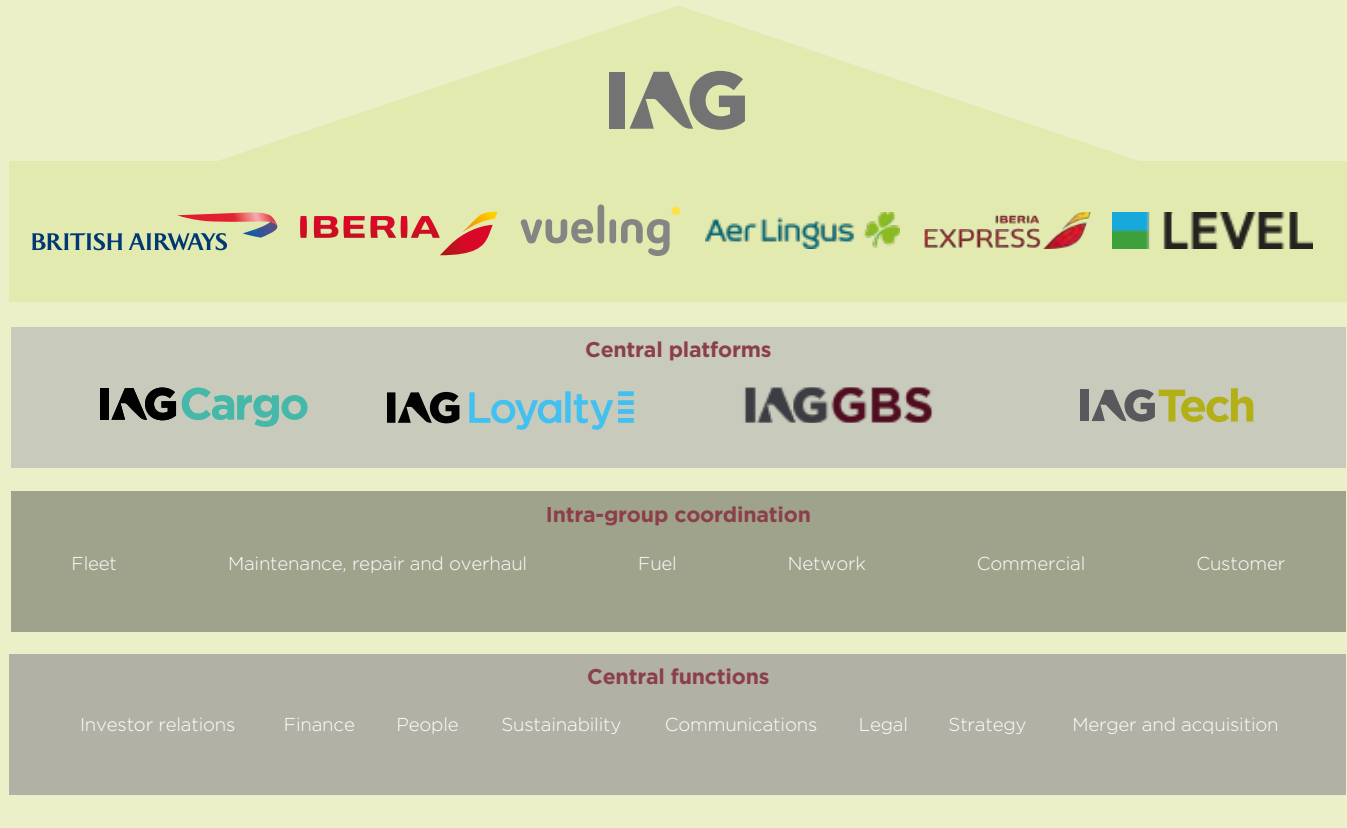 IAG
BRITISH AIRWAYS IBERIA vueling Aer Lingus IBERIA EXPRESS LEVEL
Central platforms
IAG Cargo IAG Loyalty IAG GBS IAG Tech
Intra-group coordination
Fleet Maintenance, repair and overhaul Fuel Network Commercial Customer
Central functions
Investor relations Finance People Sustainability Communications Legal Strategy Merger and acquisition